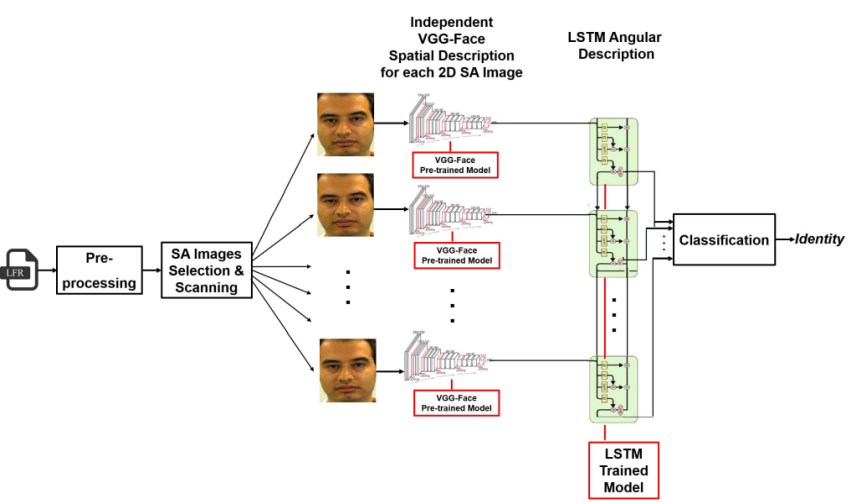 Independent
VGG-Face
Spatial Description
for each 2D SA Image
LSTM Angular
Description
VGG-Face
Pre-trained Model
VGG-Face
Pre-trained Model
LFR
Pre-
processing
SA Images
Selection &
Scanning
Classification
Identity
VGG-Face
Pre-trained Model
LSTM
Trained
Model